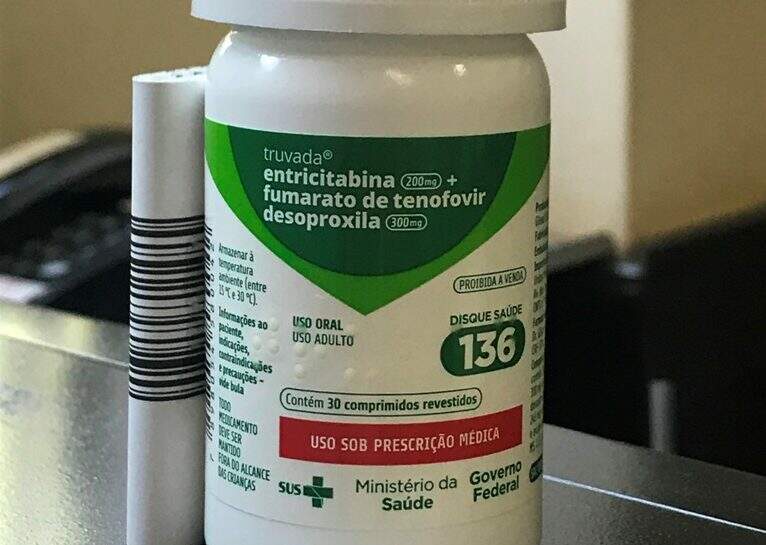 truvada®
entricitabina 200mg +
fumarato de tenofovir
desoproxila 300mg
Armazenar à
temperatura
ambiente (entre
15 °C e 30 °C).
Informações ao
paciente,
indicações,
contraindicações
e precauções –
vide bula
TODO
MEDICAMENTO
DEVE SER
MANTIDO
FORA DO ALCANCE
DAS CRIANÇAS
PROIBIDA A VENDA
USO ORAL
USO ADULTO
DISQUE SAÚDE
136
Contém 30 comprimidos revestidos
USO SOB PRESCRIÇÃO MÉDICA
SUS
Ministério da
Saúde
Governo
Federal